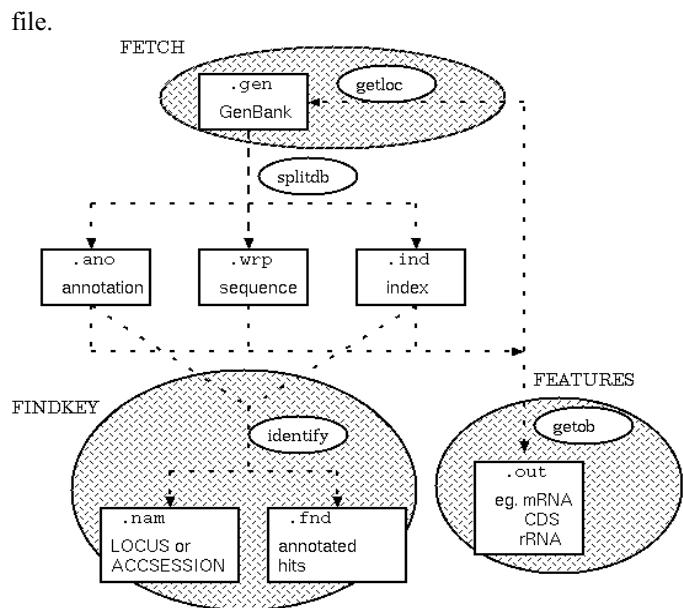 file.
FETCH
.gen
GenBank
getloc
splitdb
.ano
annotation
.wrp
sequence
.ind
index
FINDKEY
identify
.nam
LOCUS or
ACCSESSION
.fnd
annotated
hits
FEATURES
getob
.out
eg. mRNA
CDS
rRNA